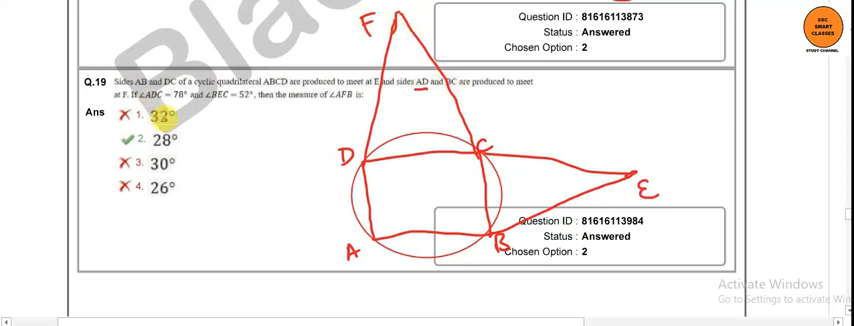 F
Question ID : 81616113873
Status : Answered
Chosen Option : 2
SSC
SMART
CLASSES
STUDY CHANNEL
Q.19 Sides AB and DC of a cyclic quadrilateral ABCD are produced to meet at E and sides AD and BC are produced to meet
at F. If ∠ADC = 78° and ∠BEC = 52°, then the measure of ∠AFB is:
Ans 1. 32°
2. 28°
3. 30°
4. 26°
D
C
E
A
B
Question ID : 81616113984
Status : Answered
Chosen Option : 2
Activate Windows
Go to Settings to activate Windows.